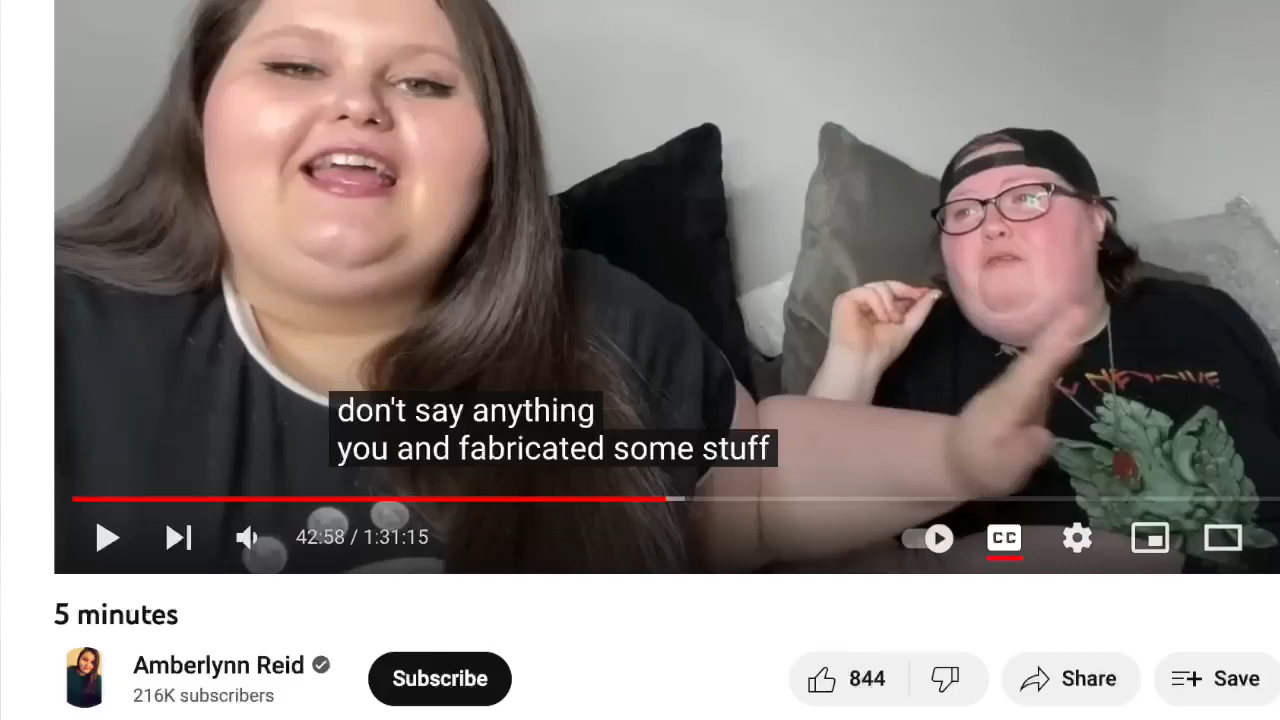 don't say anything
you and fabricated some stuff
42:58 / 1:31:15
CC
5 minutes
Amberlynn Reid
216K subscribers
Subscribe
844
Share
Save